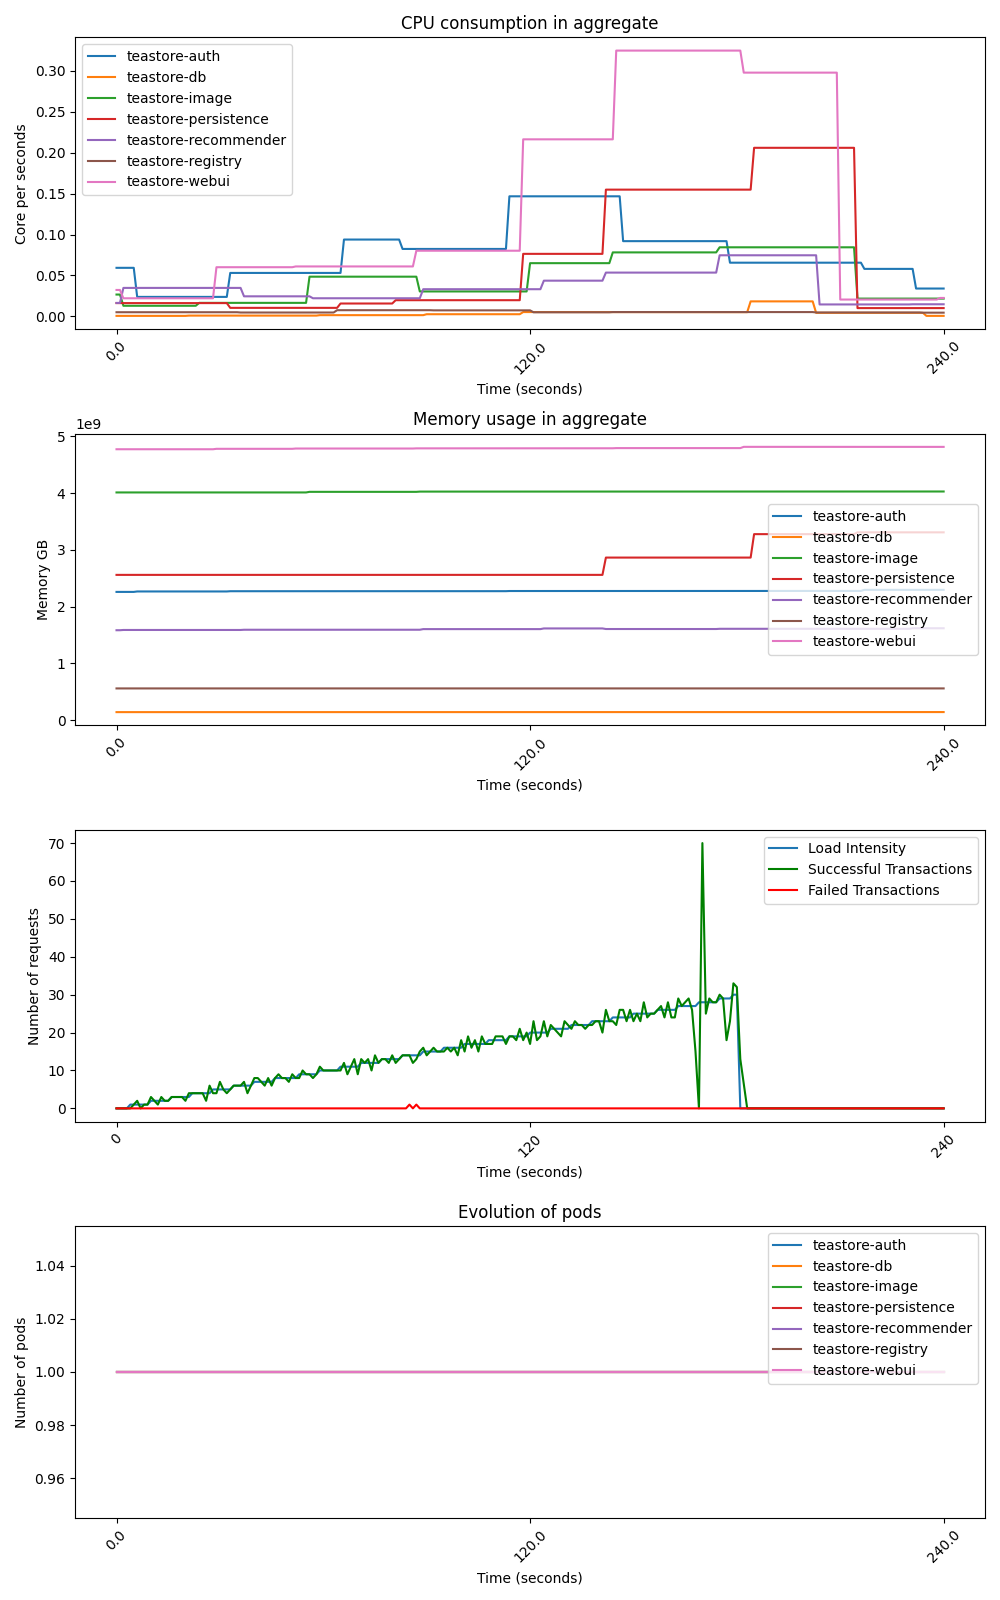 CPU consumption in aggregate
Core per seconds
0.30
0.25
0.20
0.15
0.10
0.05
0.00
teastore-auth
teastore-db
teastore-image
teastore-persistence
teastore-recommender
teastore-registry
teastore-webui
0.0
120.0
240.0
Time (seconds)
Memory usage in aggregate
1e9
Memory GB
5
4
3
2
1
0
teastore-auth
teastore-db
teastore-image
teastore-persistence
teastore-recommender
teastore-registry
teastore-webui
0.0
120.0
240.0
Time (seconds)
Number of requests
70
60
50
40
30
20
10
0
Load Intensity
Successful Transactions
Failed Transactions
0
120
240
Time (seconds)
Evolution of pods
Number of pods
1.04
1.02
1.00
0.98
0.96
teastore-auth
teastore-db
teastore-image
teastore-persistence
teastore-recommender
teastore-registry
teastore-webui
0.0
120.0
240.0
Time (seconds)